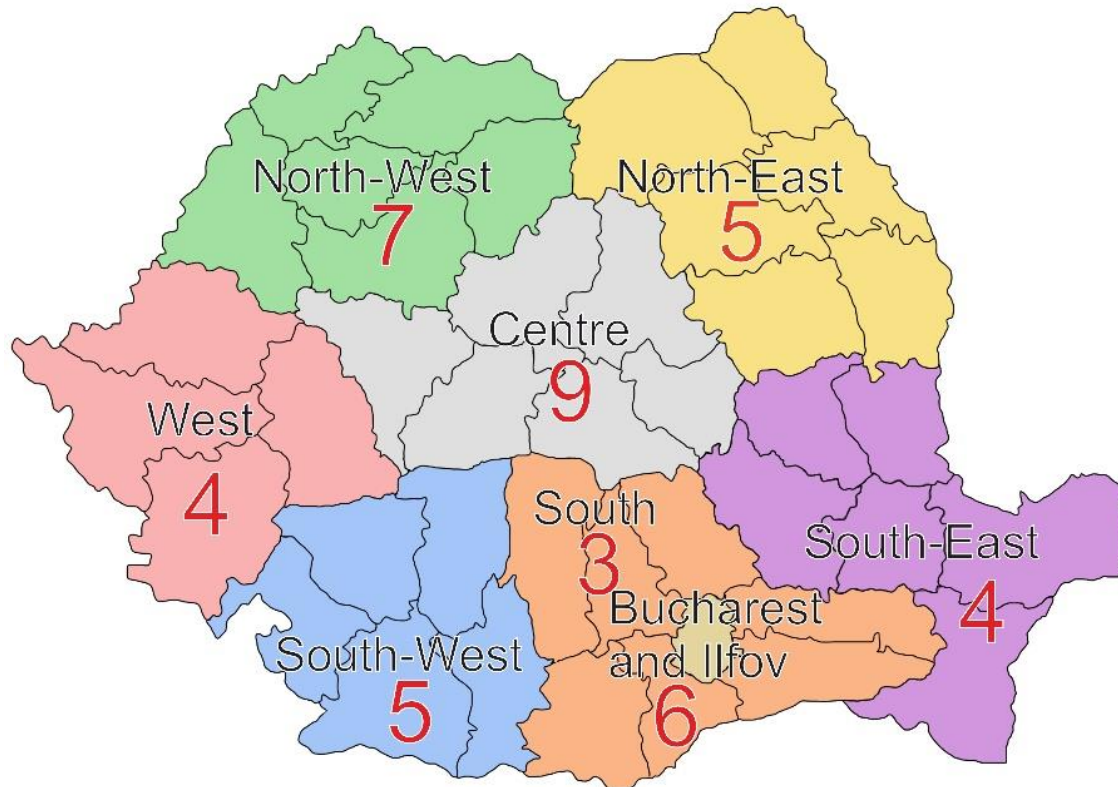 North-West
7
North-East
5
Centre
9
West
4
South
3
South-East
4
Bucharest
and Ilfov
6
South-West
5